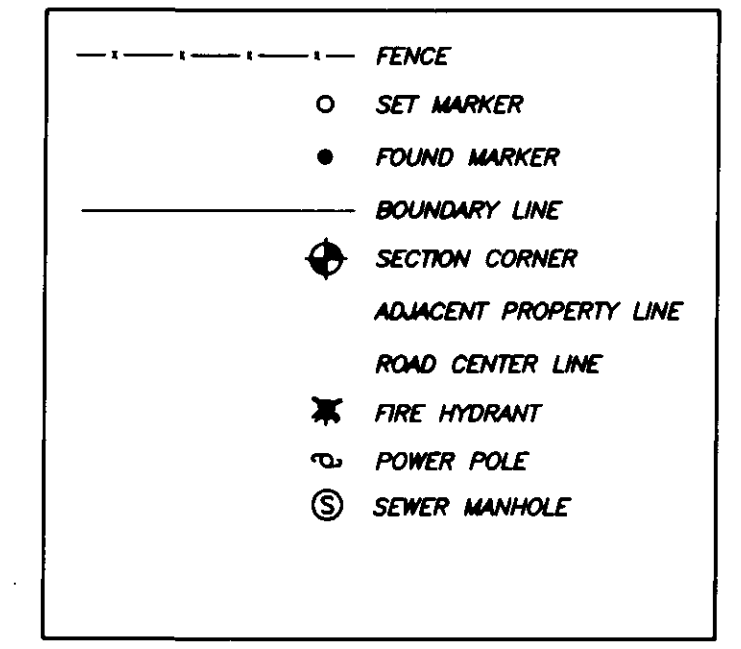 FENCE
SET MARKER
FOUND MARKER
BOUNDARY LINE
SECTION CORNER
ADJACENT PROPERTY LINE
ROAD CENTER LINE
FIRE HYDRANT
POWER POLE
S SEWER MANHOLE